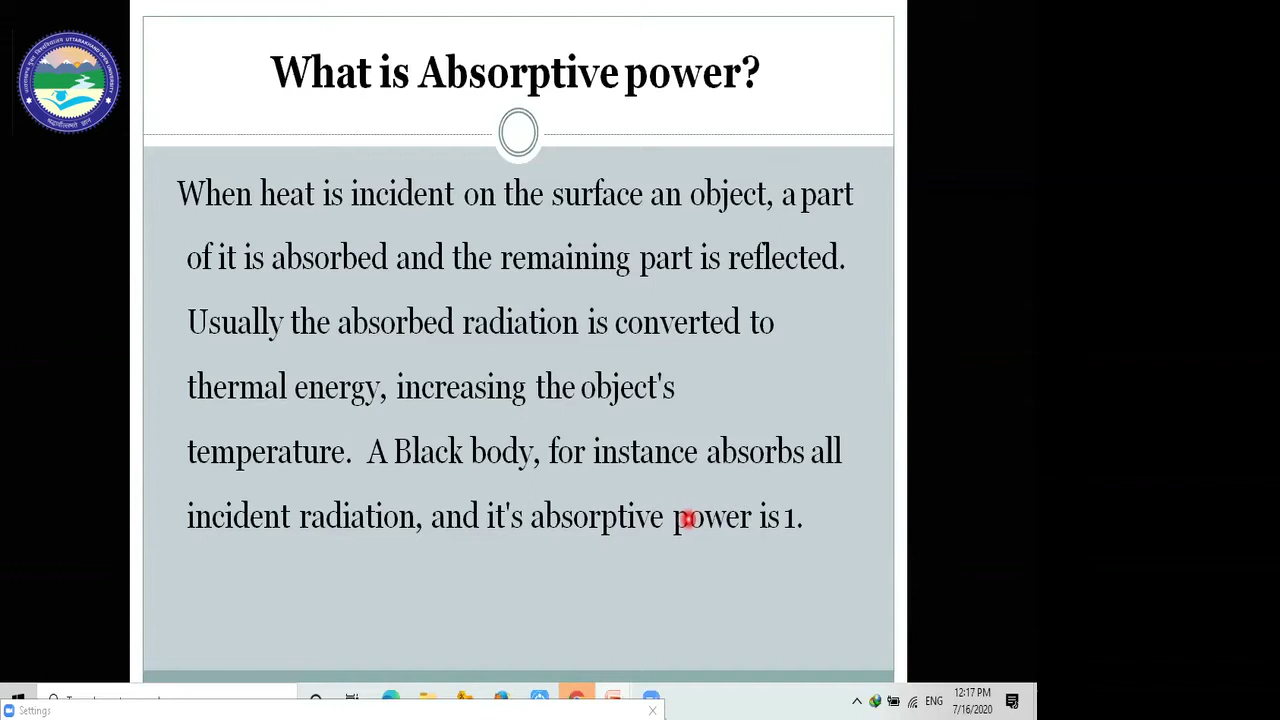 UTTARAKHAND OPEN UNIVERSITY
What is Absorptive power?
When heat is incident on the surface an object, a part
of it is absorbed and the remaining part is reflected.
Usually the absorbed radiation is converted to
thermal energy, increasing the object's
temperature. A Black body, for instance absorbs all
incident radiation, and it's absorptive power is 1.
ENG
12:17 PM
7/16/2020
Settings